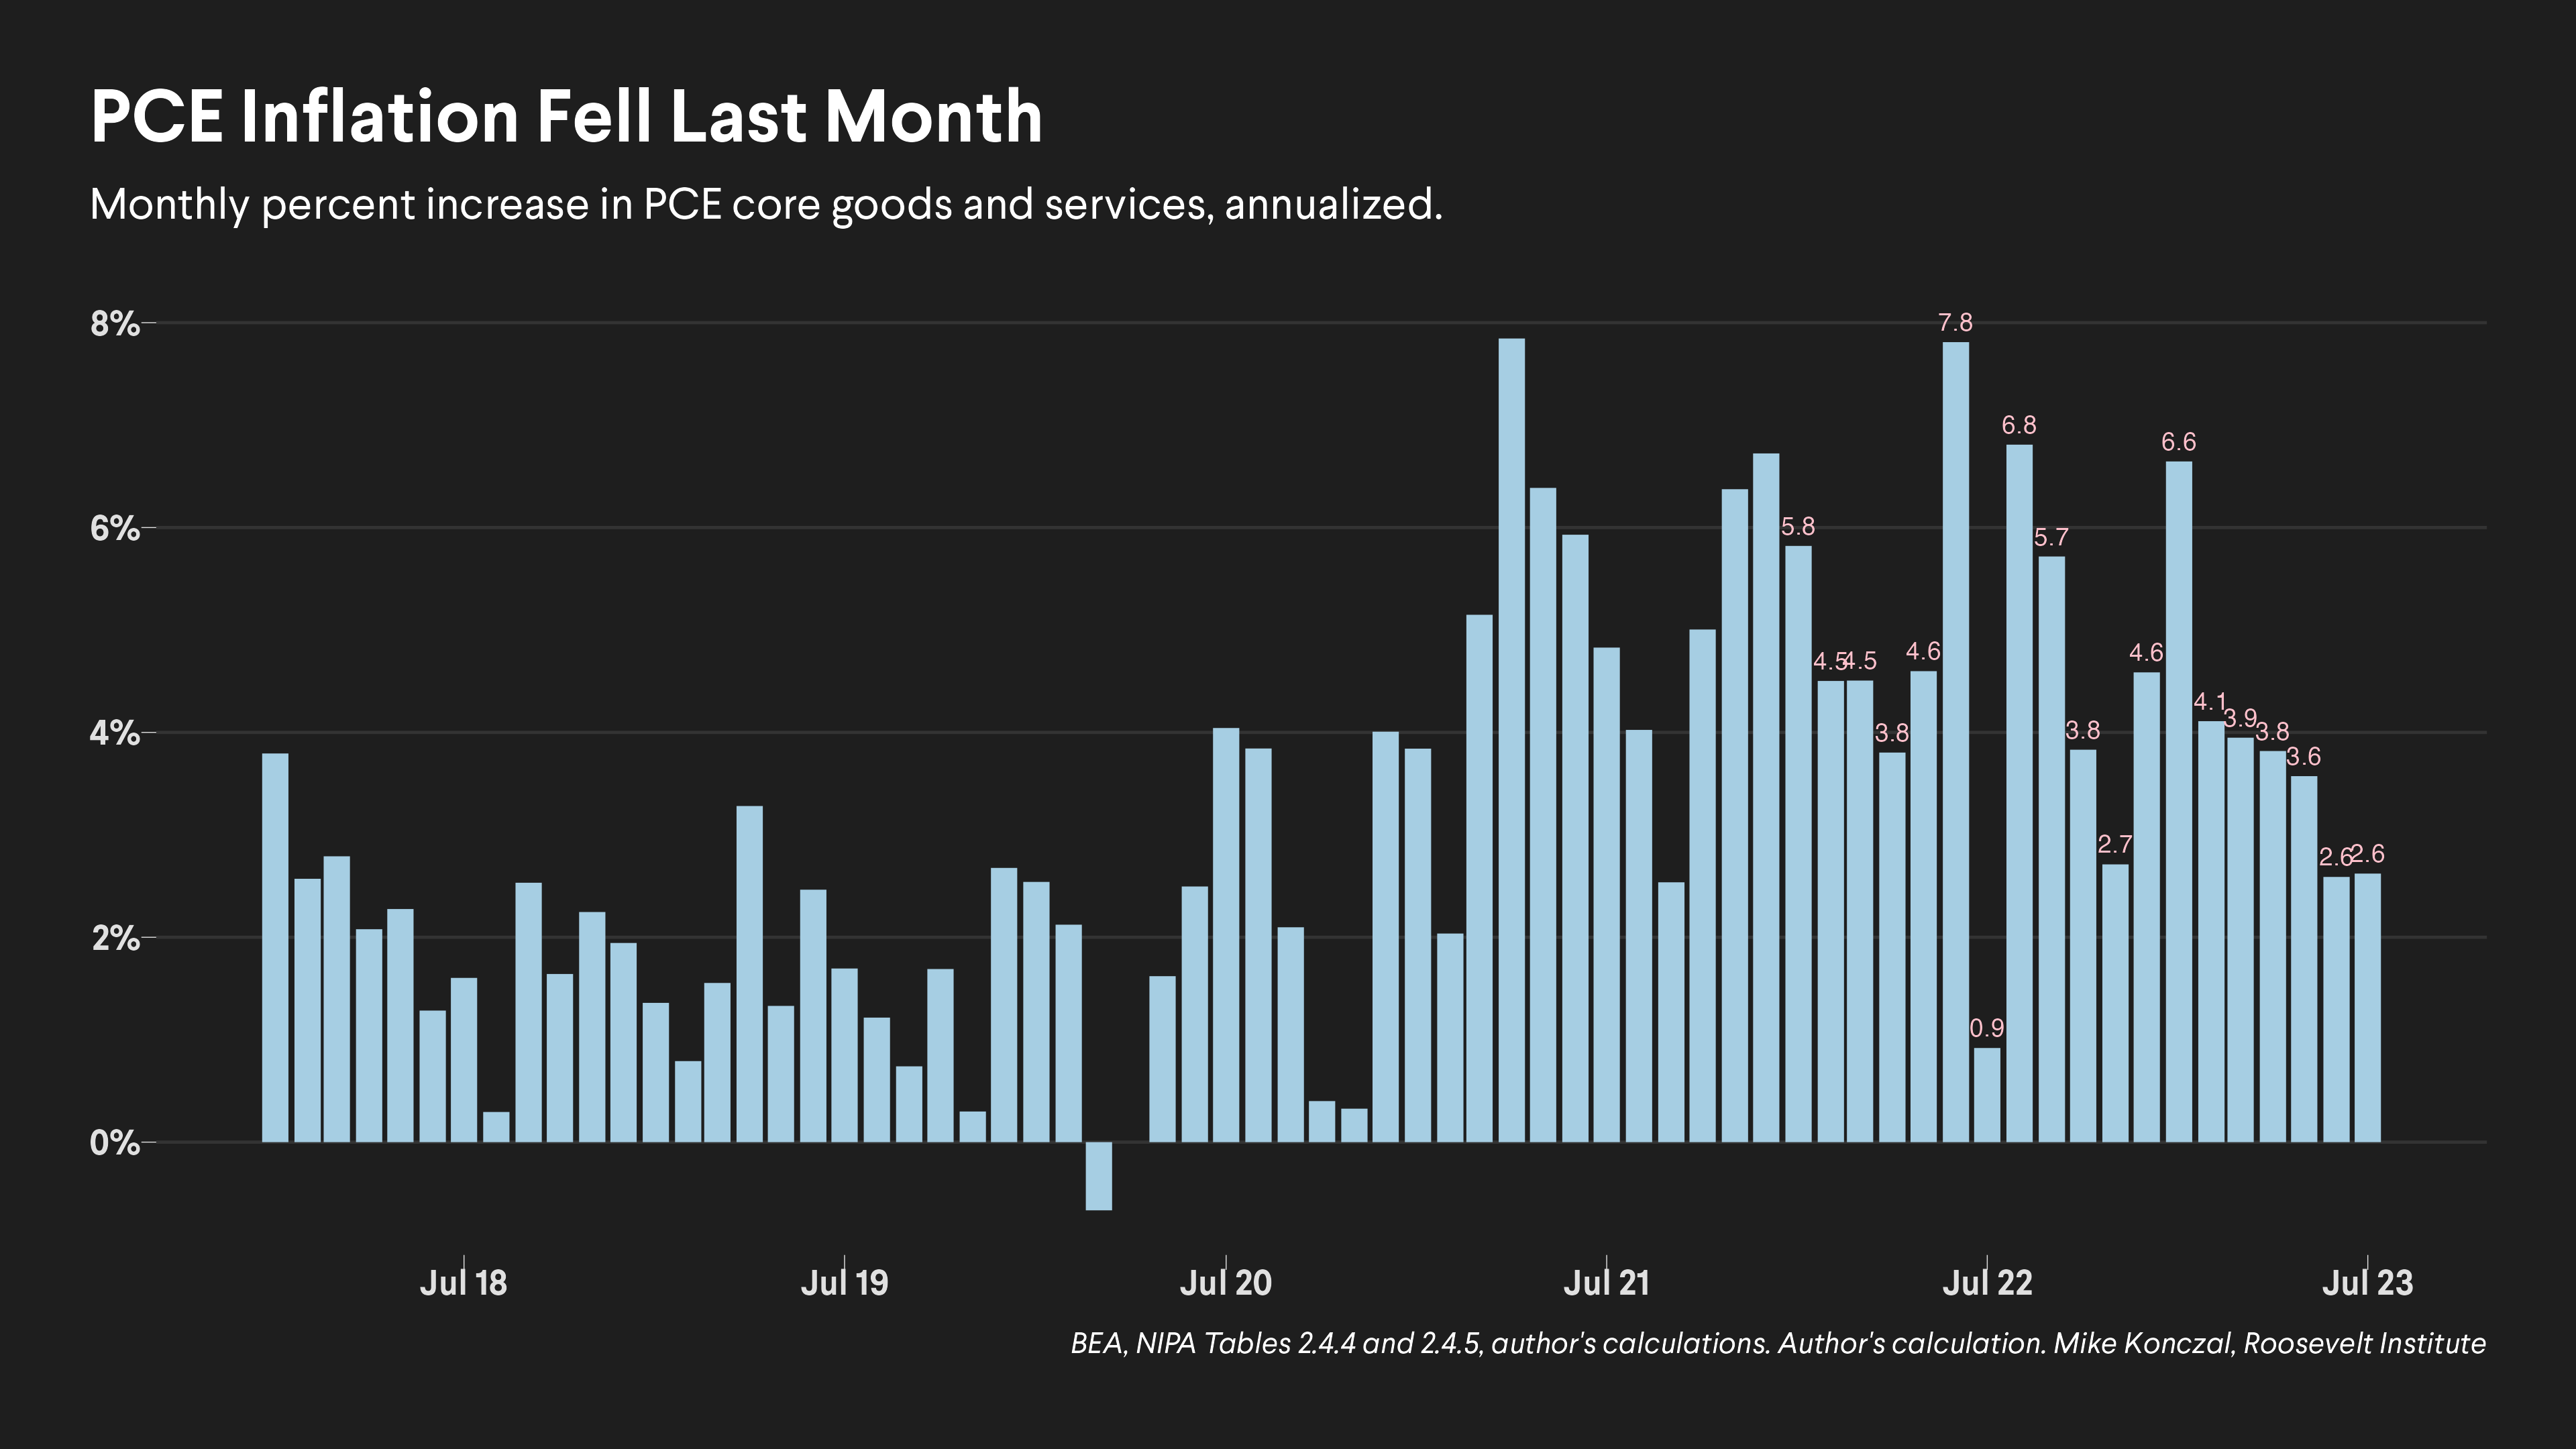 PCE Inflation Fell Last Month
Monthly percent increase in PCE core goods and services, annualized.
8%
6%
4%
2%
0%
5.8
4.5
4.5
3.8
4.6
7.8
0.9
6.8
5.7
3.8
2.7
4.6
6.6
4.1
3.9
3.8
3.6
2.6
2.6
Jul 18
Jul 19
Jul 20
Jul 21
Jul 22
Jul 23
BEA, NIPA Tables 2.4.4 and 2.4.5, author's calculations. Author's calculation. Mike Konczal, Roosevelt Institute